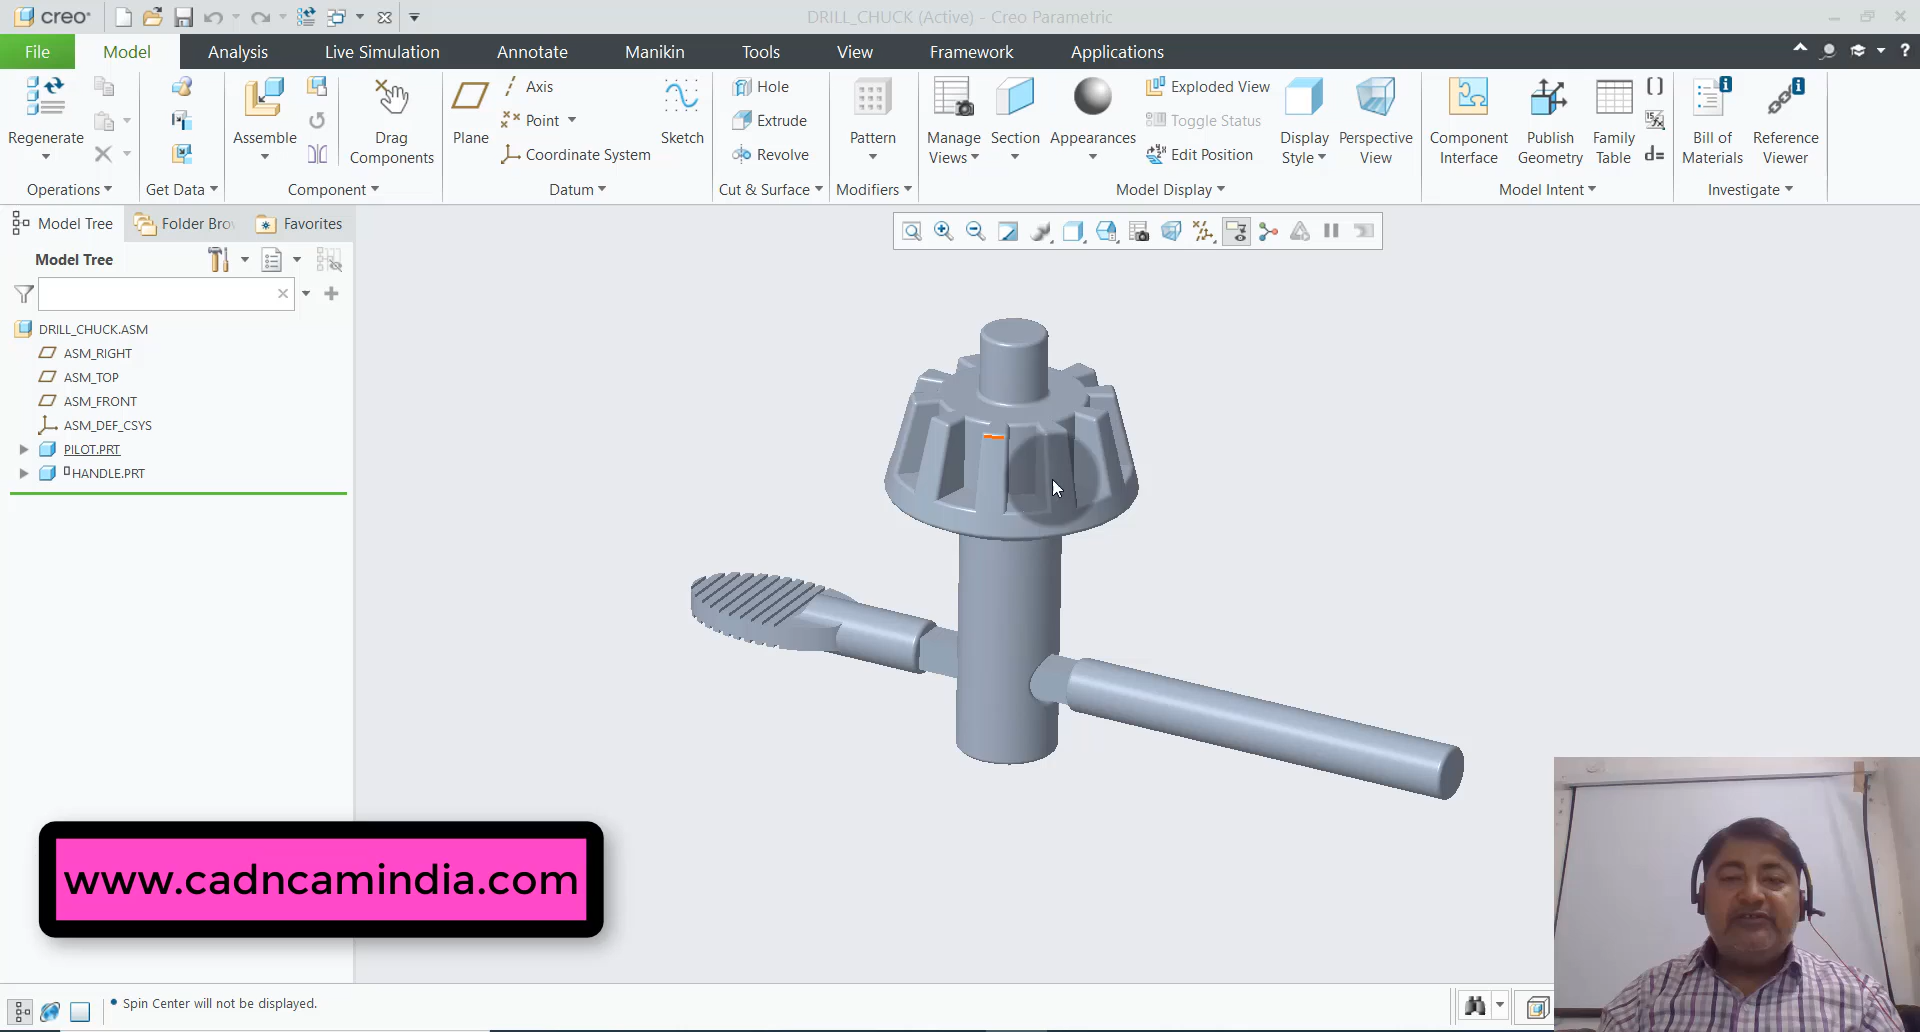 creo
DRILL_CHUCK (Active) - Creo Parametric
File
Model
Analysis
Live Simulation
Annotate
Manikin
Tools
View
Framework
Applications
Regenerate
Operations
Get Data
Assemble
Drag Components
Component
Plane
Axis
Point
Coordinate System
Sketch
Datum
Hole
Extrude
Revolve
Cut & Surface
Pattern
Modifiers
Manage Views
Section
Appearances
Exploded View
Toggle Status
Edit Position
Display Style
Perspective View
Model Display
Component Interface
Publish Geometry
Family Table
Model Intent
Bill of Materials
Reference Viewer
Investigate
Model Tree
Folder Bro
Favorites
Model Tree
DRILL_CHUCK.ASM
ASM_RIGHT
ASM_TOP
ASM_FRONT
ASM_DEF_CSYS
PILOT.PRT
HANDLE.PRT
www.cadncamindia.com
Spin Center will not be displayed.